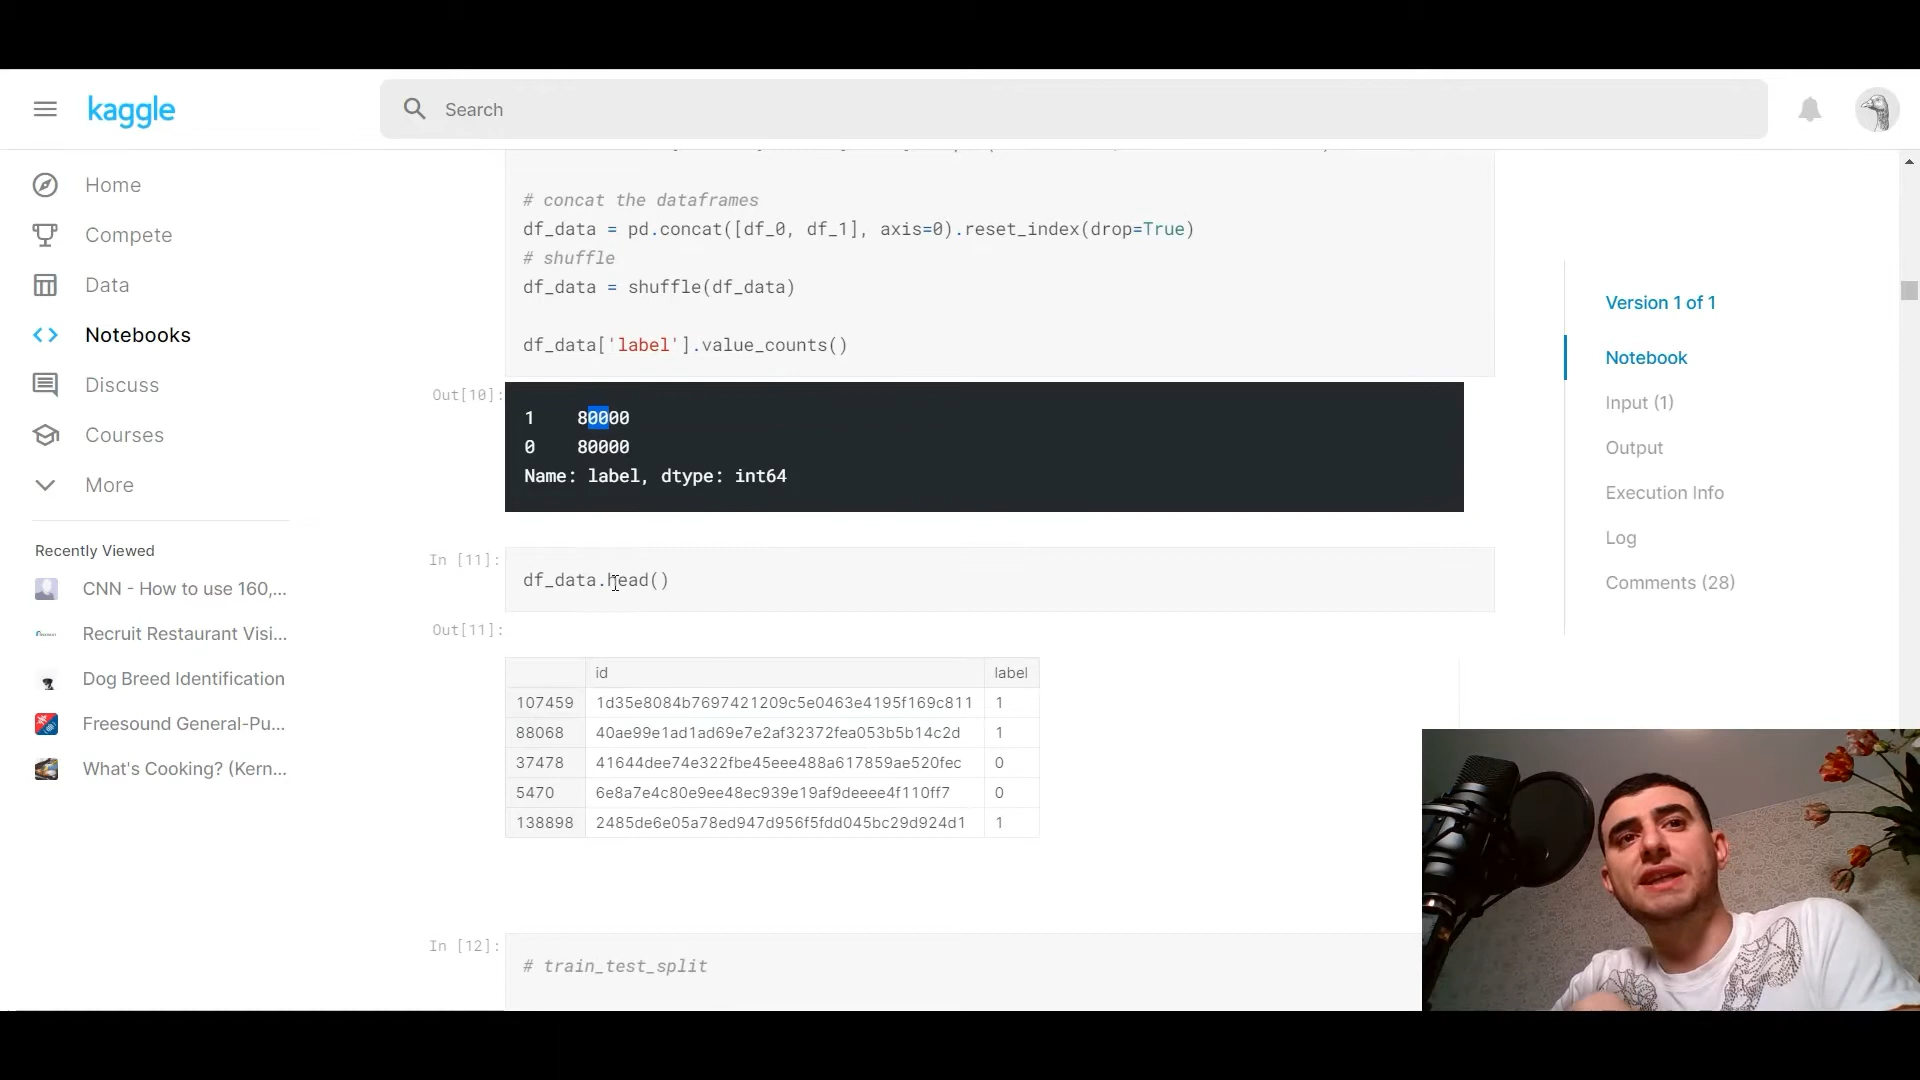 kaggle
Search
Home
Compete
Data
Notebooks
Discuss
Courses
More
Recently Viewed
CNN - How to use 160,...
Recruit Restaurant Visi...
Dog Breed Identification
Freesound General-Pu...
What's Cooking? (Kern...
# concat the dataframes
df_data = pd.concat([df_0, df_1], axis=0).reset_index(drop=True)
# shuffle
df_data = shuffle(df_data)
df_data['label'].value_counts()
Out[10]:
1    80000
0    80000
Name: label, dtype: int64
In [11]:
df_data.head()
Out[11]:
id label
107459 1d35e8084b7697421209c5e0463e4195f169c811 1
88068 40ae99e1ad1ad69e7e2af32372fea053b5b14c2d 1
37478 41644dee74e322fbe45eee488a617859ae520fec 0
5470 6e8a7e4c80e9ee48ec939e19af9deeee4f110ff7 0
138898 2485de6e05a78ed947d956f5fdd045bc29d924d1 1
In [12]:
# train_test_split
Version 1 of 1
Notebook
Input (1)
Output
Execution Info
Log
Comments (28)